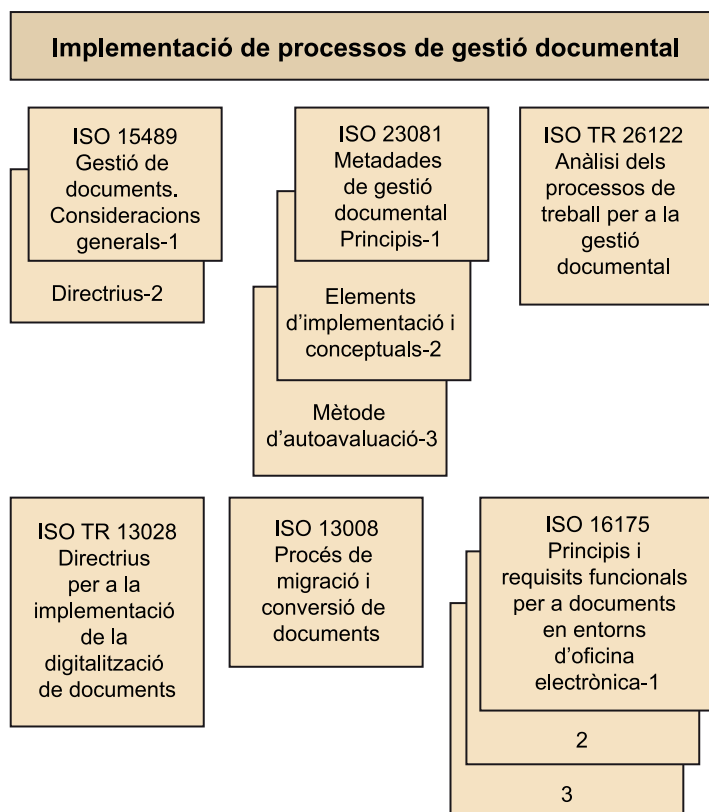 Implementació de processos de gestió documental
ISO 15489
Gestió de
documents.
Consideracions
generals-1
Directrius-2
ISO 23081
Metadades
de gestió
documental
Principis-1
Elements
d’implementació i
conceptuals-2
Mètode
d’autoavaluació-3
ISO TR 26122
Anàlisi dels
processos de
treball per a la
gestió
documental
ISO TR 13028
Directrius
per a la
implementació
de la
digitalització
de documents
ISO 13008
Procés de
migració i
conversió de
documents
ISO 16175
Principis i
requisits funcionals
per a documents
en entorns
d’oficina
electrònica-1
2
3